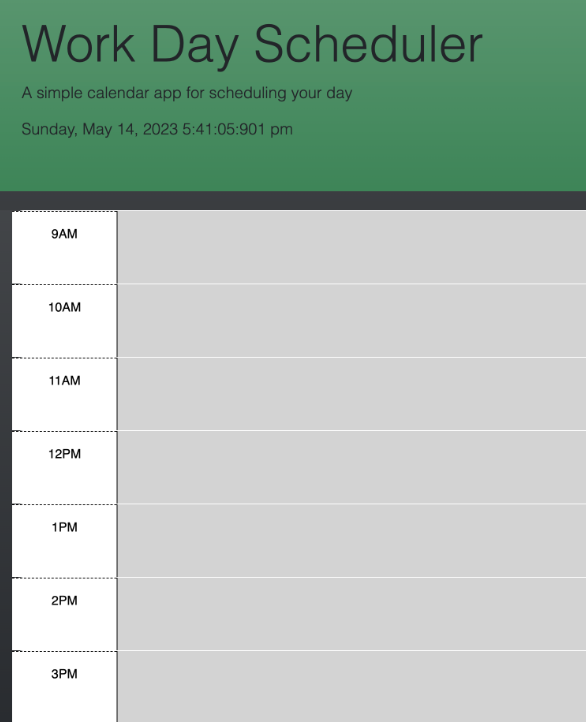 Work Day Scheduler
A simple calendar app for scheduling your day
Sunday, May 14, 2023 5:41:05:901 pm
9AM
10AM
11AM
12PM
1PM
2PM
3PM